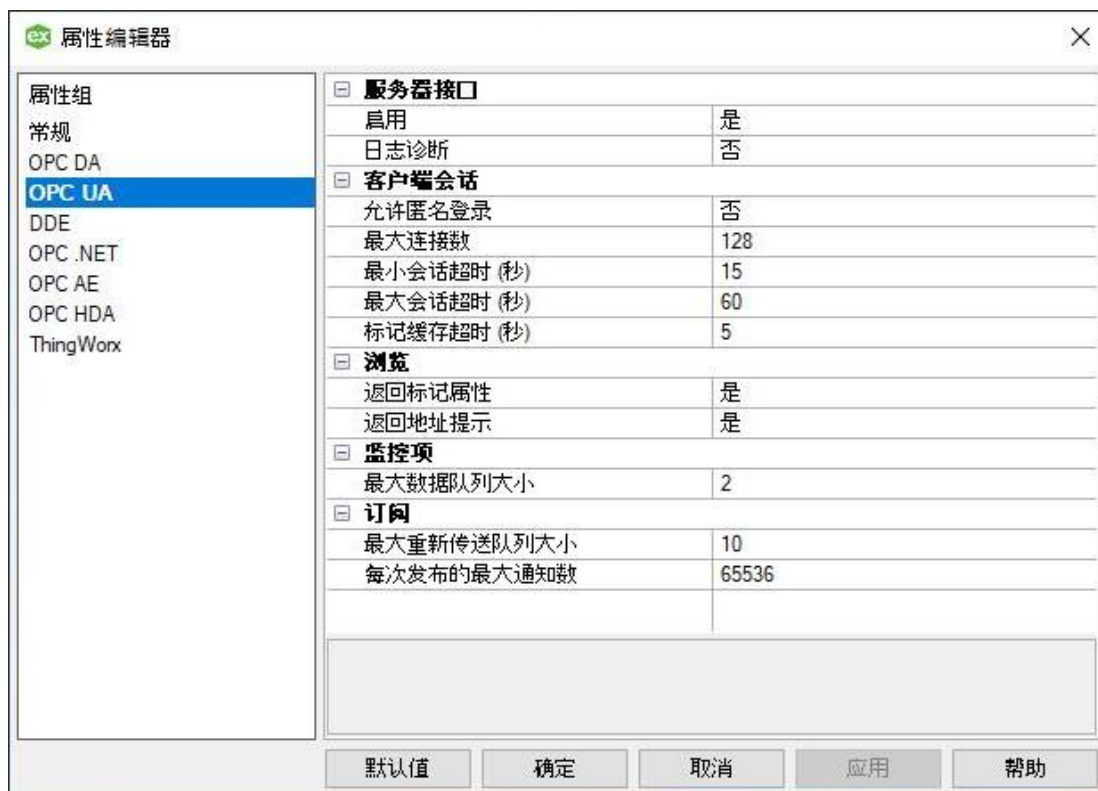 ex 属性编辑器
属性组
常规
OPC DA
OPC UA
DDE
OPC .NET
OPC AE
OPC HDA
ThingWorx
服务器接口
启用 是
日志诊断 否
客户端会话
允许匿名登录 否
最大连接数 128
最小会话超时 (秒) 15
最大会话超时 (秒) 60
标记缓存超时 (秒) 5
浏览
返回标记属性 是
返回地址提示 是
监控项
最大数据队列大小 2
订阅
最大重新传送队列大小 10
每次发布的最大通知数 65536
默认值 确定 取消 应用 帮助